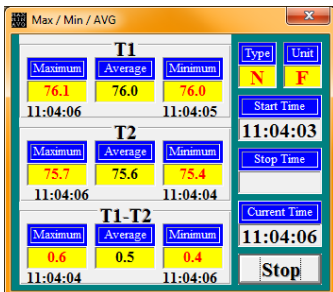 Max / Min / AVG
T1
Maximum Average Minimum
76.1 76.0 76.0
11:04:06 11:04:05
T2
Maximum Average Minimum
75.7 75.6 75.4
11:04:06 11:04:04
T1-T2
Maximum Average Minimum
0.6 0.5 0.4
11:04:04 11:04:06
Type Unit
N F
Start Time
11:04:03
Stop Time
Current Time
11:04:06
Stop